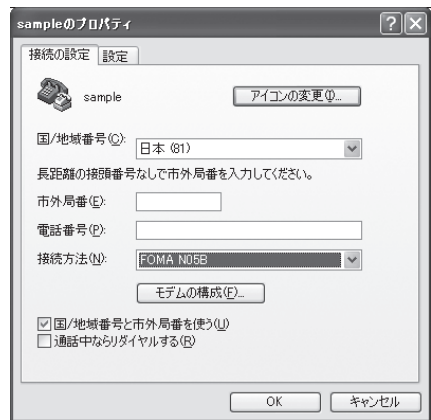 sampleのプロパティ
接続の設定 設定
sample
アイコンの変更(I)...
国/地域番号(C): 日本 (81)
長距離の接頭番号なしで市外局番を入力してください。
市外局番(E):
電話番号(P):
接続方法(N): FOMA N05B
モデムの構成(F)...
国/地域番号と市外局番を使う(U)
通話中ならリダイヤルする(R)
OK キャンセル